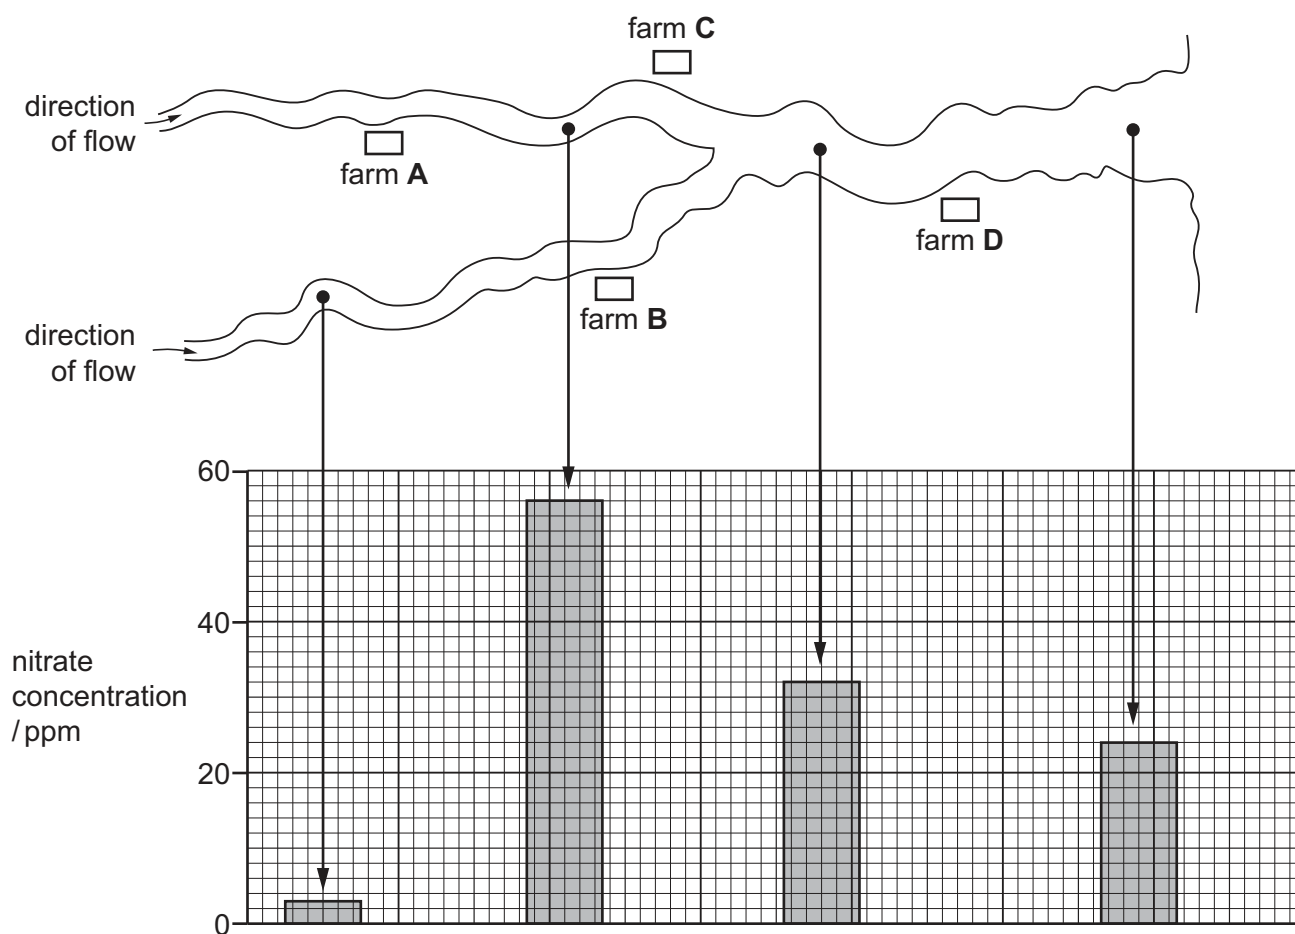 farm C
direction
of flow
farm A
farm D
farm B
direction
of flow
60
40
nitrate
concentration
/ ppm
20
0